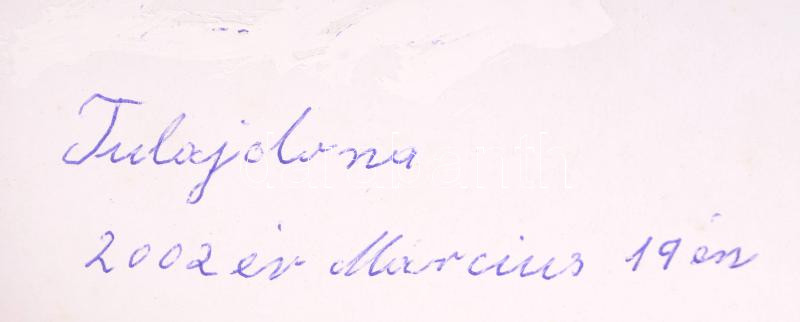 Tulajdona
2002 év Március 19 én